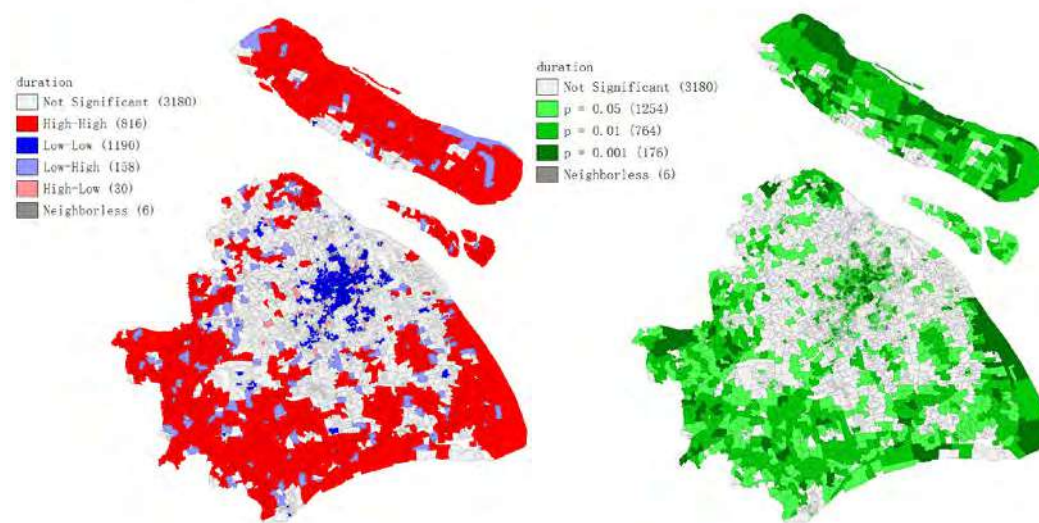 duration
Not Significant (3180)
High-High (816)
Low-Low (1190)
Low-High (158)
High-Low (30)
Neighborless (6)
duration
Not Significant (3180)
p = 0.05 (1254)
p = 0.01 (764)
p = 0.001 (176)
Neighborless (6)